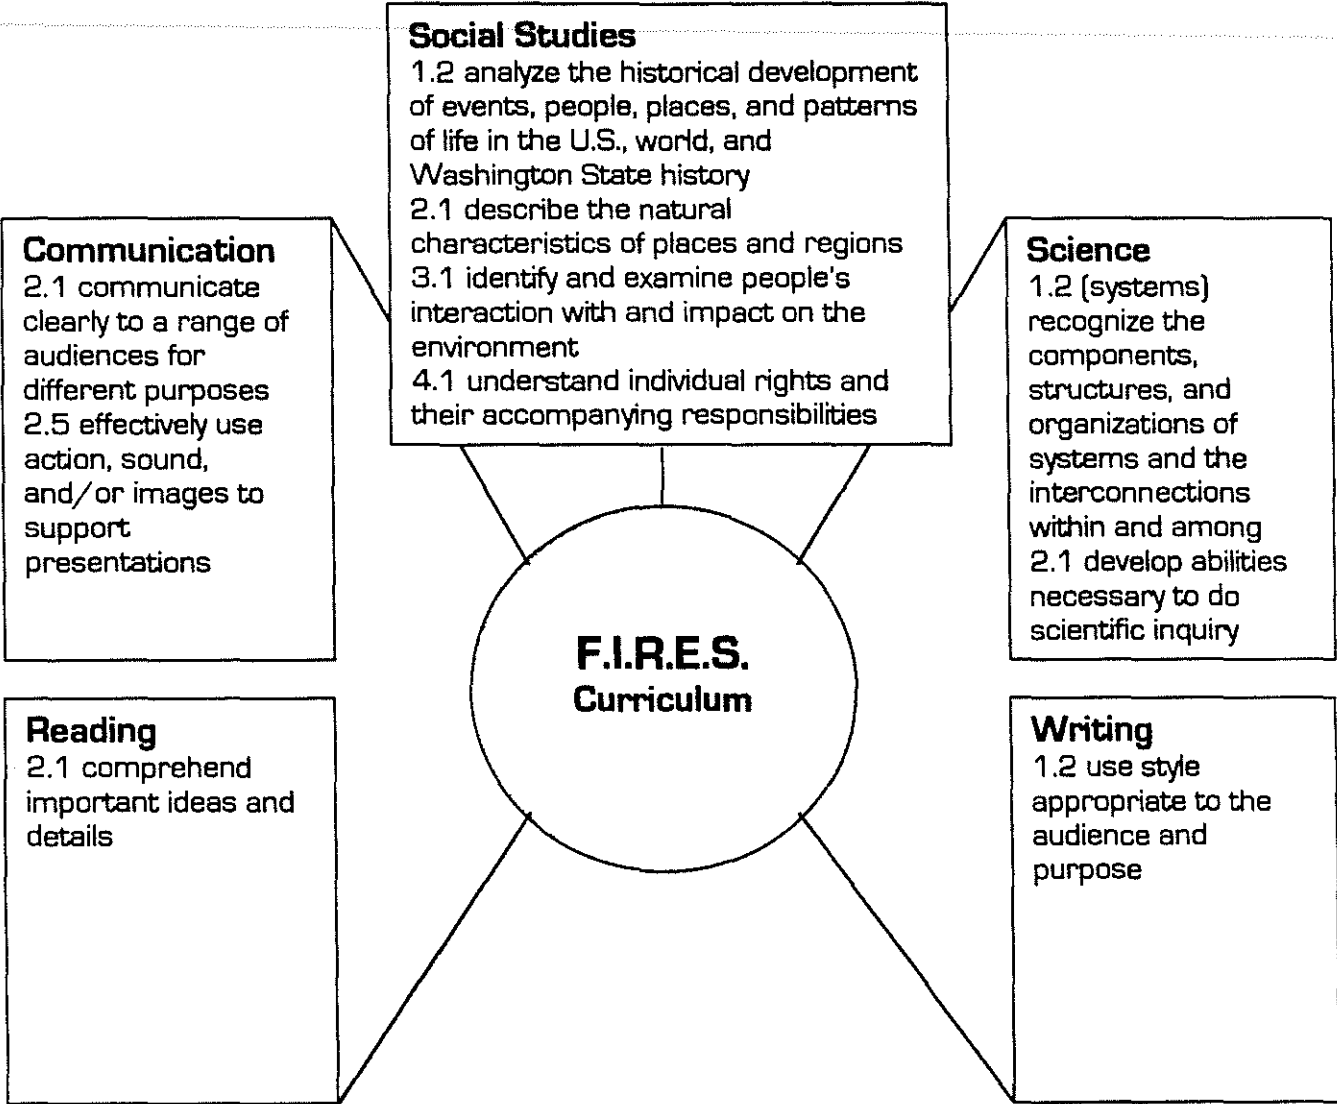 Social Studies
1.2 analyze the historical development
of events, people, places, and patterns
of life in the U.S., world, and
Washington State history
2.1 describe the natural
characteristics of places and regions
3.1 identify and examine people's
interaction with and impact on the
environment
4.1 understand individual rights and
their accompanying responsibilities
Communication
2.1 communicate
clearly to a range of
audiences for
different purposes
2.5 effectively use
action, sound,
and/or images to
support
presentations
Science
1.2 (systems)
recognize the
components,
structures, and
organizations of
systems and the
interconnections
within and among
2.1 develop abilities
necessary to do
scientific inquiry
F.I.R.E.S.
Curriculum
Reading
2.1 comprehend
important ideas and
details
Writing
1.2 use style
appropriate to the
audience and
purpose